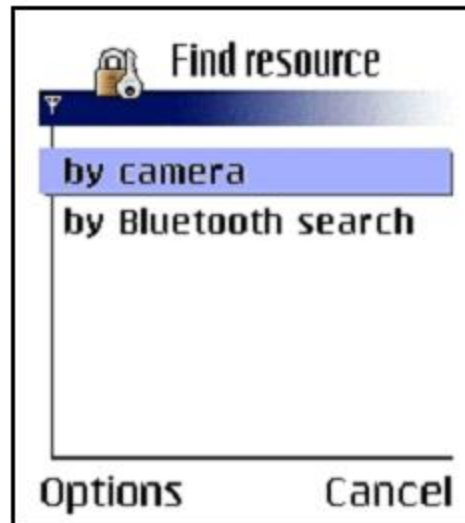 Find resource
by camera
by Bluetooth search
Options Cancel